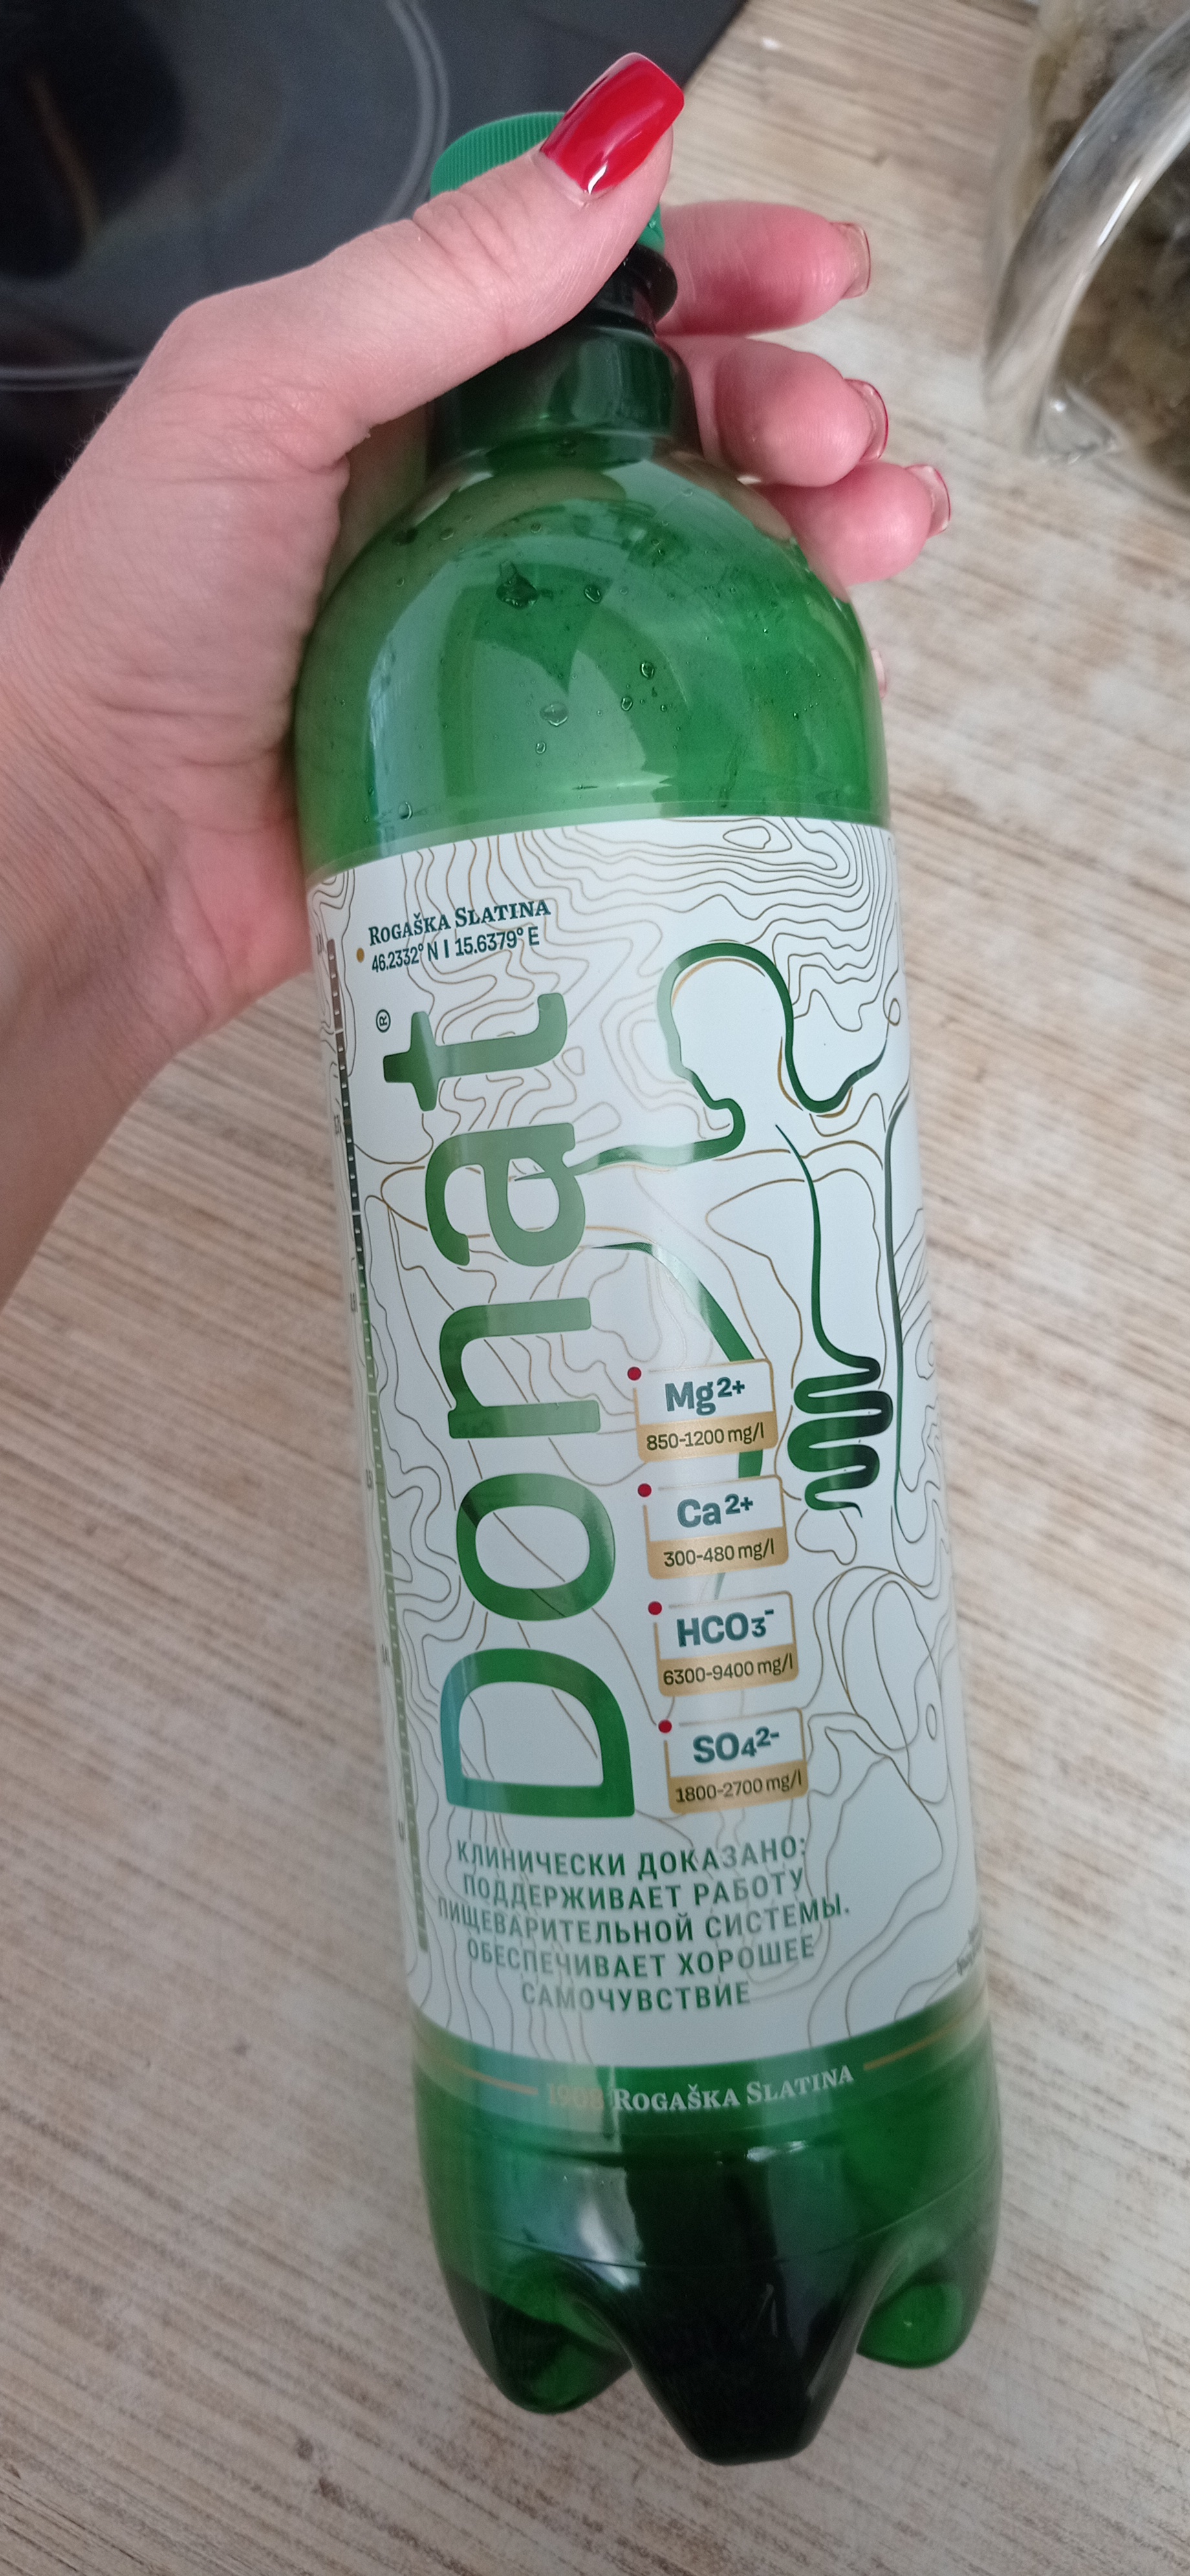 ROGAŠKA SLATINA
46.2332° N | 15.6379° E
Donat®
Mg2+
850-1200 mg/l
Ca2+
300-480 mg/l
HCO3-
6300-9400 mg/l
SO42-
1800-2700 mg/l
КЛИНИЧЕСКИ ДОКАЗАНО:
ПОДДЕРЖИВАЕТ РАБОТУ
ПИЩЕВАРИТЕЛЬНОЙ СИСТЕМЫ.
ОБЕСПЕЧИВАЕТ ХОРОШЕЕ
САМОЧУВСТВИЕ
1908 ROGAŠKA SLATINA